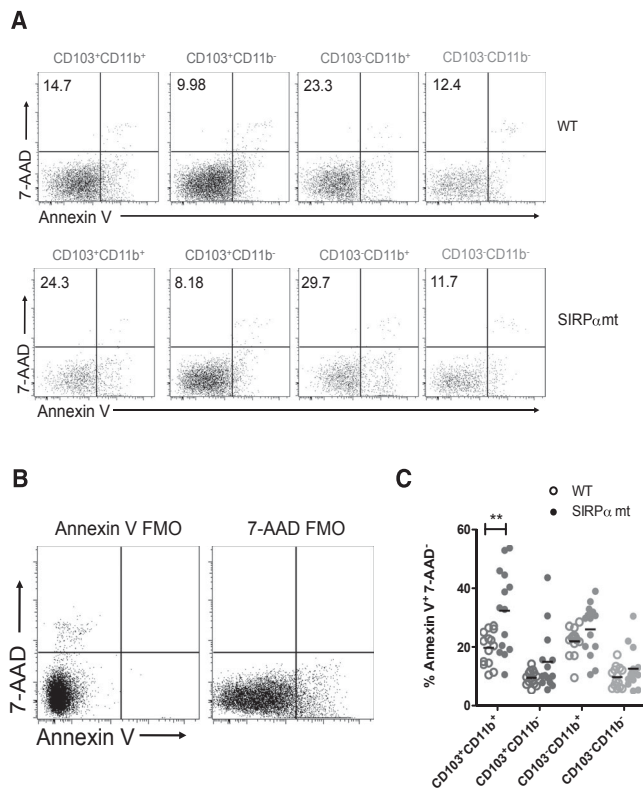 A
CD103⁺CD11b⁺ CD103⁺CD11b⁻ CD103⁻CD11b⁺ CD103⁻CD11b⁻
14.7 9.98 23.3 12.4
WT
7-AAD
Annexin V
CD103⁺CD11b⁺ CD103⁺CD11b⁻ CD103⁻CD11b⁺ CD103⁻CD11b⁻
24.3 8.18 29.7 11.7
SIRPαmt
7-AAD
Annexin V
B
Annexin V FMO 7-AAD FMO
7-AAD
Annexin V
C
WT
SIRPα mt
**
% Annexin V⁺ 7-AAD⁻
60
40
20
0
CD103⁺CD11b⁺
CD103⁺CD11b⁻
CD103⁻CD11b⁺
CD103⁻CD11b⁻